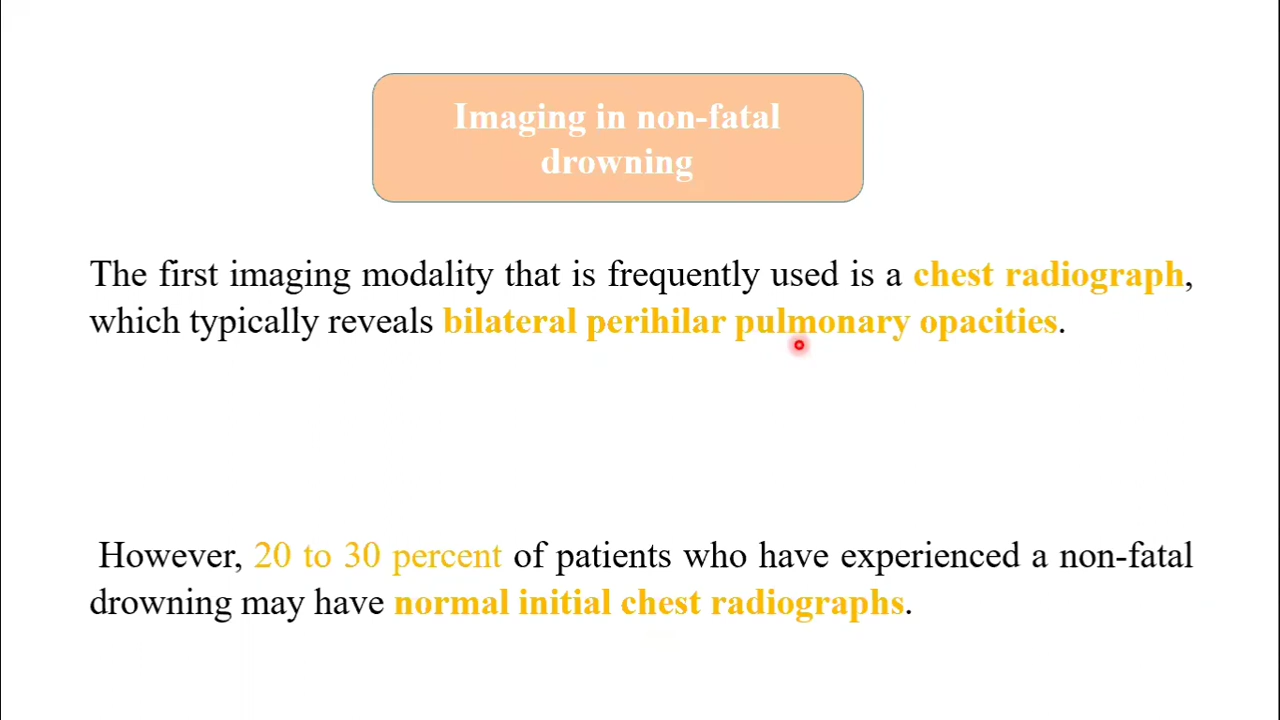 Imaging in non-fatal
drowning
The first imaging modality that is frequently used is a chest radiograph,
which typically reveals bilateral perihilar pulmonary opacities.
However, 20 to 30 percent of patients who have experienced a non-fatal
drowning may have normal initial chest radiographs.